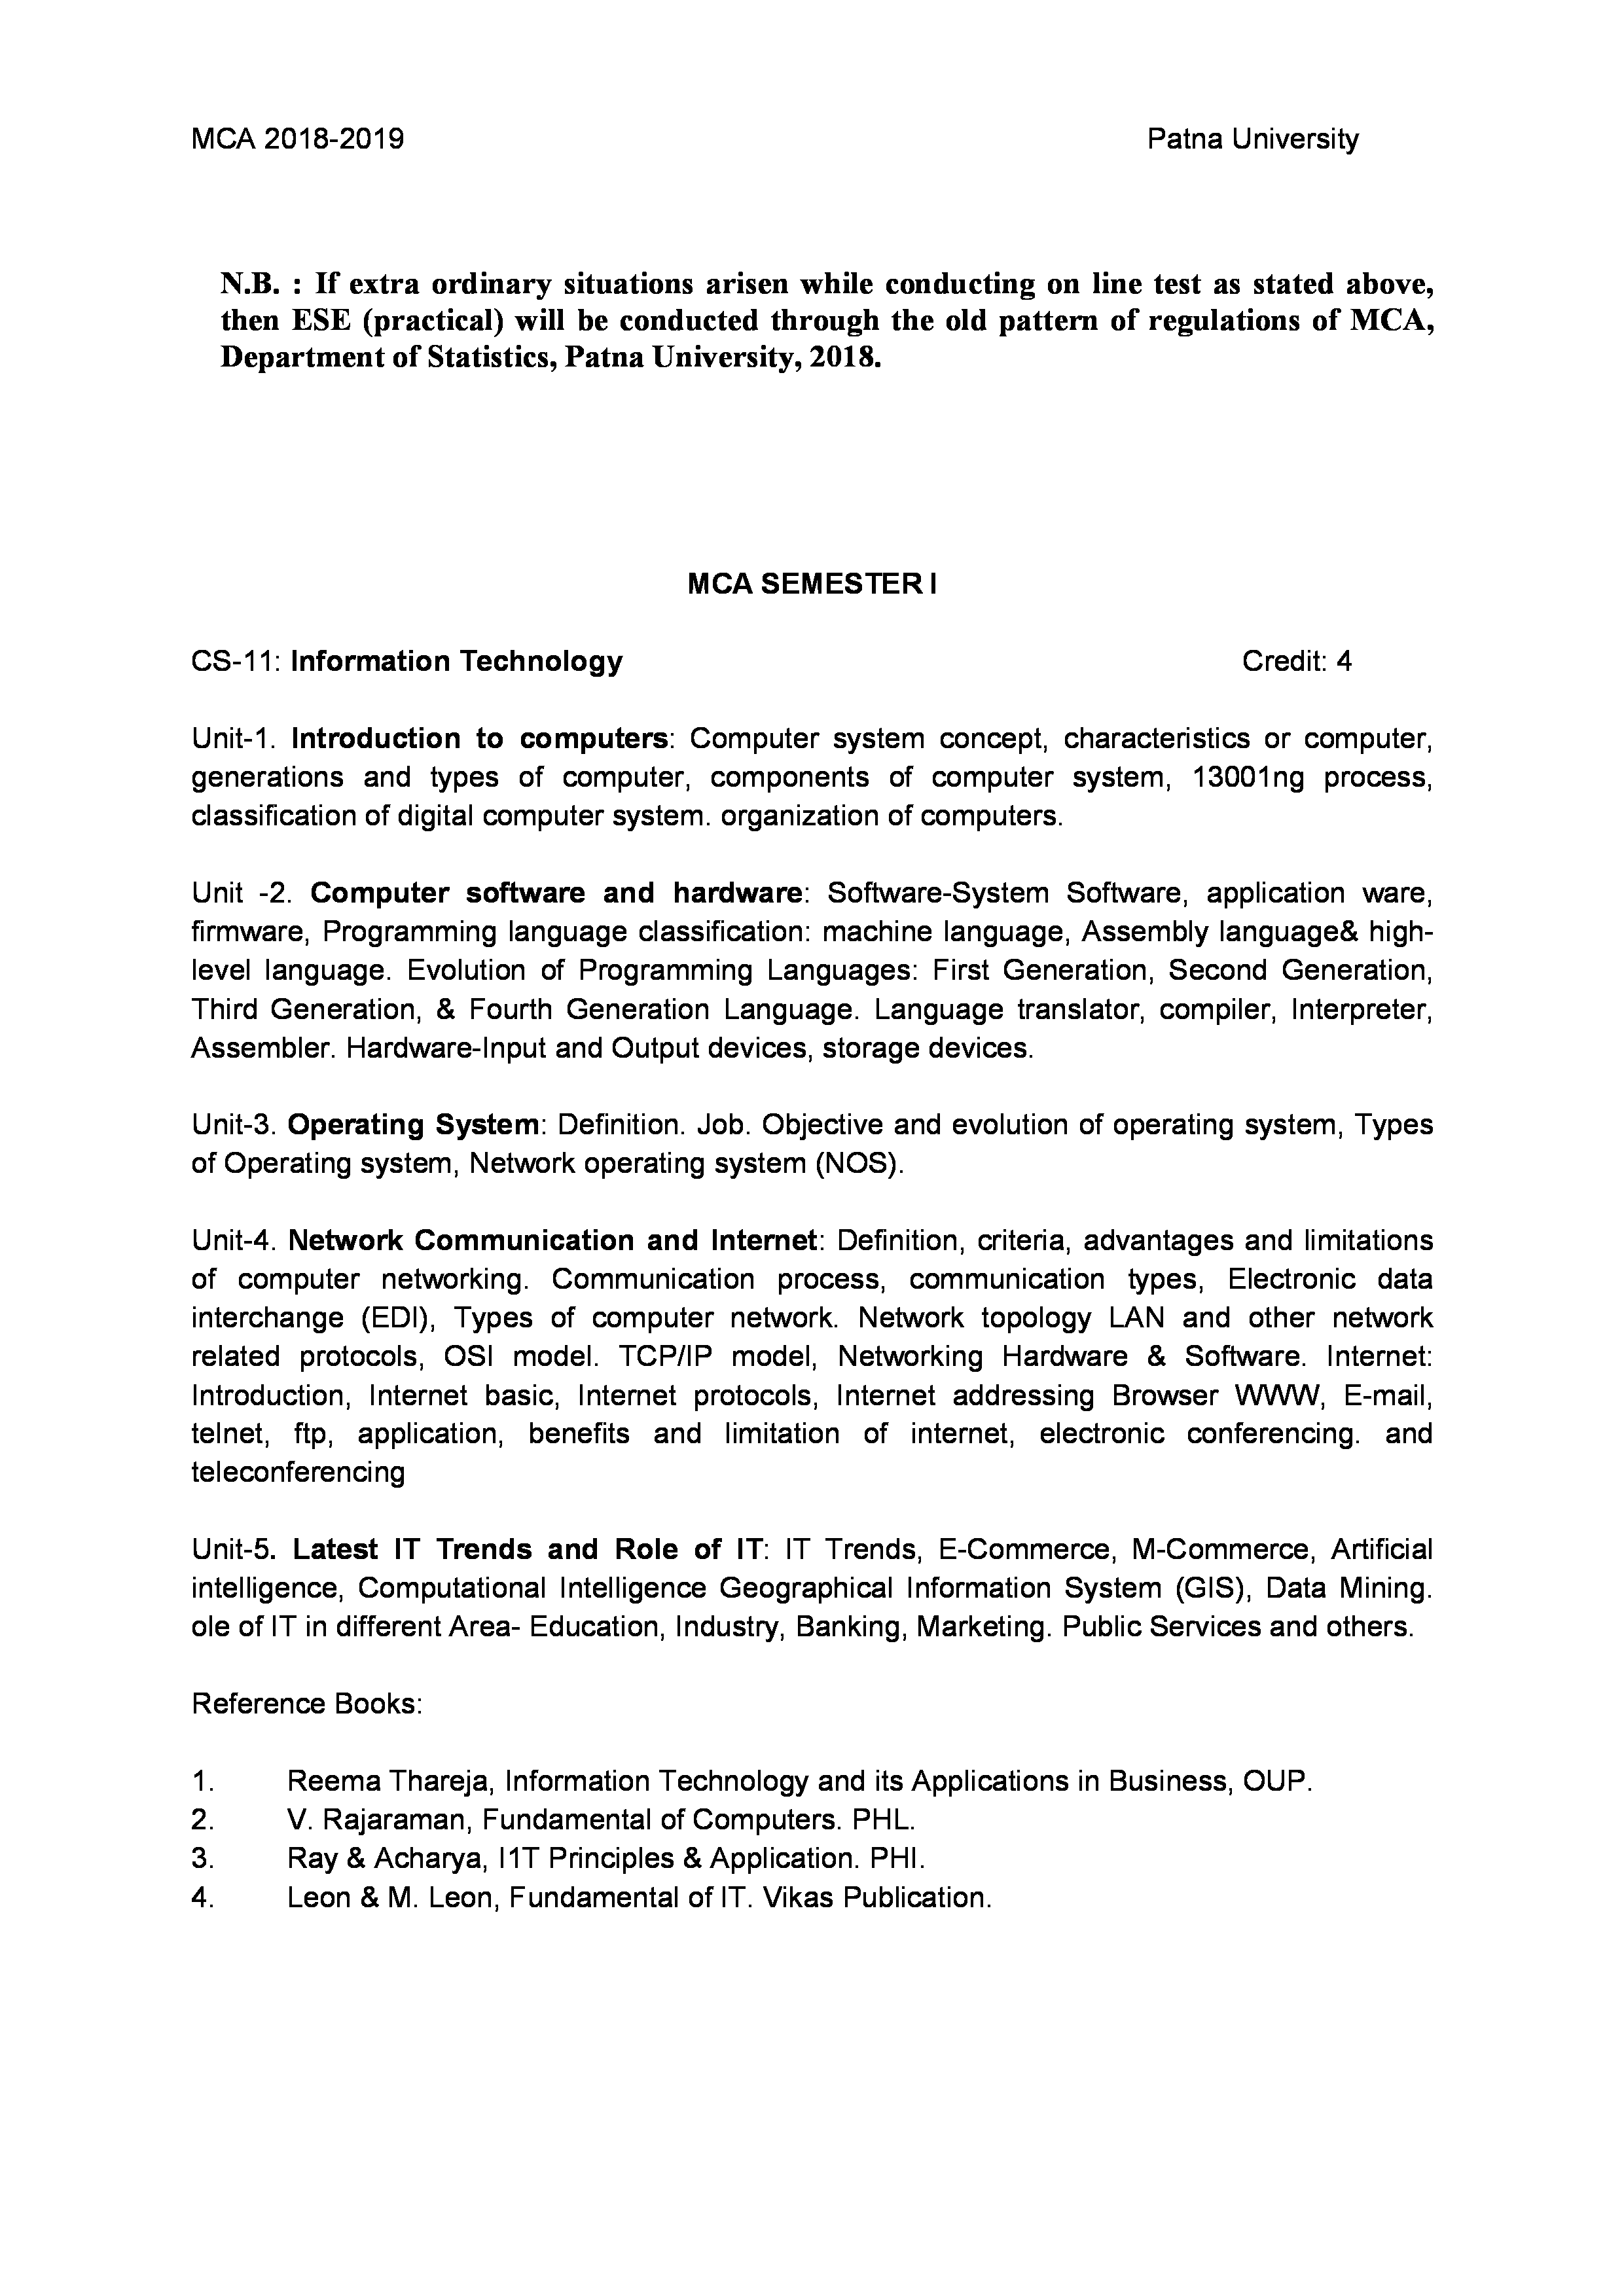 MCA 2018-2019 Patna University
N.B. : If extra ordinary situations arisen while conducting on line test as stated above,
then ESE (practical) will be conducted through the old pattern of regulations of MCA,
Department of Statistics, Patna University, 2018.
MCA SEMESTER I
CS-11: Information Technology Credit: 4
Unit-1. Introduction to computers: Computer system concept, characteristics or computer,
generations and types of computer, components of computer system, 13001ng process,
classification of digital computer system. organization of computers.
Unit -2. Computer software and hardware: Software-System Software, application ware,
firmware, Programming language classification: machine language, Assembly language& high-
level language. Evolution of Programming Languages: First Generation, Second Generation,
Third Generation, & Fourth Generation Language. Language translator, compiler, Interpreter,
Assembler. Hardware-Input and Output devices, storage devices.
Unit-3. Operating System: Definition. Job. Objective and evolution of operating system, Types
of Operating system, Network operating system (NOS).
Unit-4. Network Communication and Internet: Definition, criteria, advantages and limitations
of computer networking. Communication process, communication types, Electronic data
interchange (EDI), Types of computer network. Network topology LAN and other network
related protocols, OSI model. TCP/IP model, Networking Hardware & Software. Internet:
Introduction, Internet basic, Internet protocols, Internet addressing Browser WWW, E-mail,
telnet, ftp, application, benefits and limitation of internet, electronic conferencing. and
teleconferencing
Unit-5. Latest IT Trends and Role of IT: IT Trends, E-Commerce, M-Commerce, Artificial
intelligence, Computational Intelligence Geographical Information System (GIS), Data Mining.
ole of IT in different Area- Education, Industry, Banking, Marketing. Public Services and others.
Reference Books:
1. Reema Thareja, Information Technology and its Applications in Business, OUP.
2. V. Rajaraman, Fundamental of Computers. PHL.
3. Ray & Acharya, I1T Principles & Application. PHI.
4. Leon & M. Leon, Fundamental of IT. Vikas Publication.